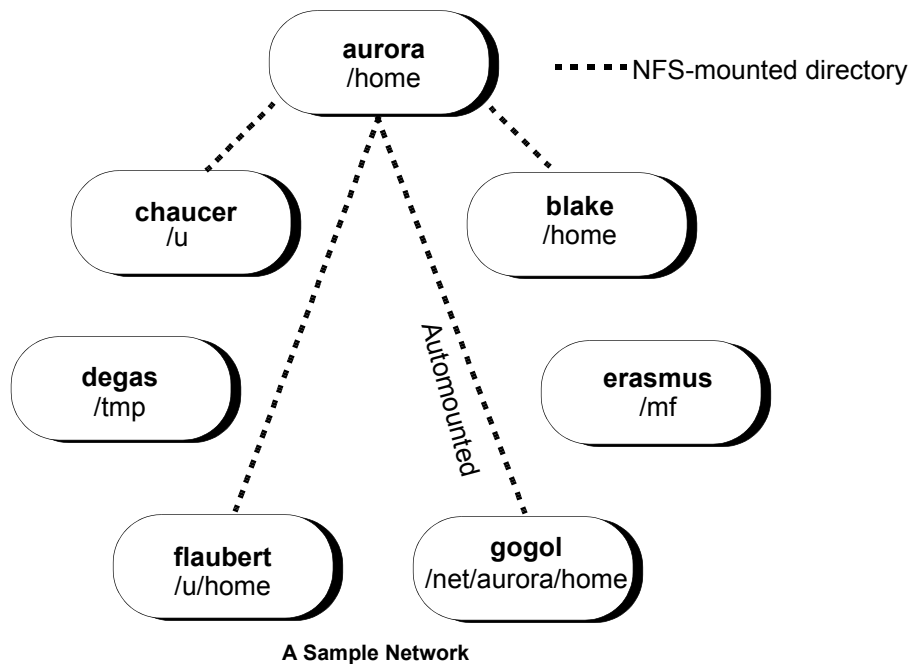 aurora
/home
NFS-mounted directory
chaucer
/u
blake
/home
Automounted
degas
/tmp
erasmus
/mf
flaubert
/u/home
gogol
/net/aurora/home
A Sample Network